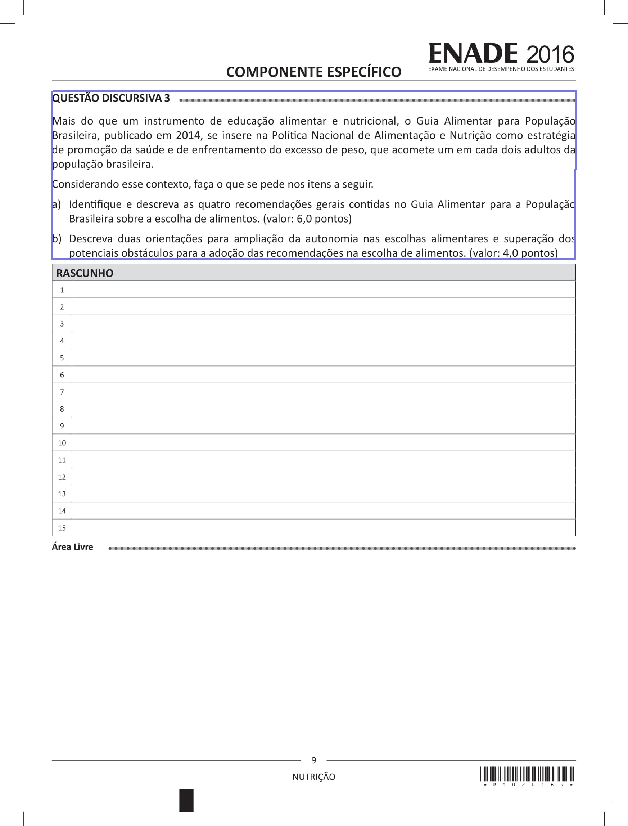 ENADE 2016
EXAME NACIONAL DE DESEMPENHO DOS ESTUDANTES
COMPONENTE ESPECÍFICO
QUESTÃO DISCURSIVA 3
Mais do que um instrumento de educação alimentar e nutricional, o Guia Alimentar para População
Brasileira, publicado em 2014, se insere na Política Nacional de Alimentação e Nutrição como estratégia
de promoção da saúde e de enfrentamento do excesso de peso, que acomete um em cada dois adultos da
população brasileira.
Considerando esse contexto, faça o que se pede nos itens a seguir.
a) Identifique e descreva as quatro recomendações gerais contidas no Guia Alimentar para a População
Brasileira sobre a escolha de alimentos. (valor: 6,0 pontos)
b) Descreva duas orientações para ampliação da autonomia nas escolhas alimentares e superação dos
potenciais obstáculos para a adoção das recomendações na escolha de alimentos. (valor: 4,0 pontos)
RASCUNHO
1
2
3
4
5
6
7
8
9
10
11
12
13
14
15
Área Livre
9
NUTRIÇÃO